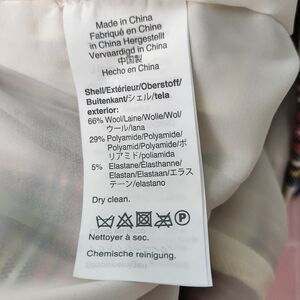 Made in China
Fabriqué en Chine
in China Hergestellt
Vervaardigd in China
中国製
Hecho en China
Shell/Extérieur/Oberstoff/
Buitenkant/シェル/tela
exterior:
66% Wool/Laine/Wolle/Wol/
ウール/lana
29% Polyamide/Polyamide/
Polyamid/Polyamide/ポ
リアミド/poliamida
5% Elastane/Élasthanne/
Elastan/Elastaan/エラス
テーン/elastano
Dry clean.
P
Nettoyer à sec.
Chemische reinigung.